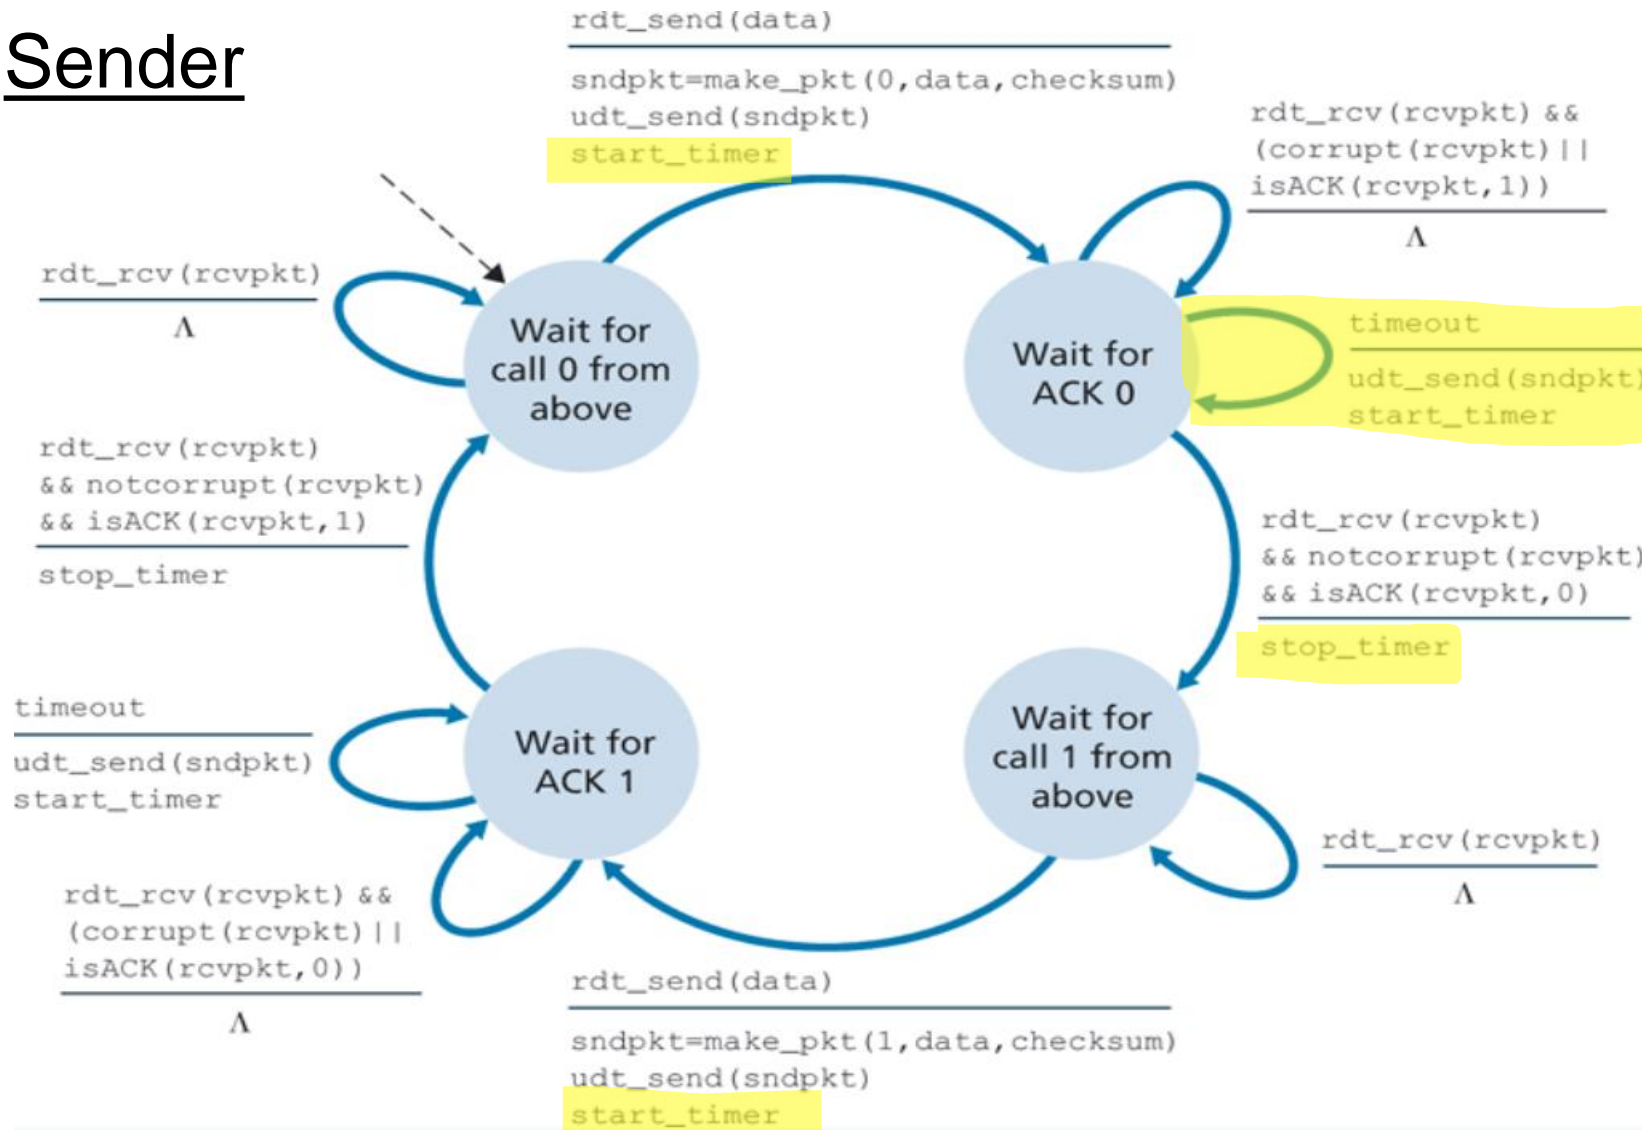 Sender
rdt_send(data)
sndpkt=make_pkt(0,data,checksum)
udt_send(sndpkt)
start_timer
rdt_rcv(rcvpkt) &&
(corrupt(rcvpkt)||
isACK(rcvpkt,1))
Λ
rdt_rcv(rcvpkt)
Λ
Wait for
call 0 from
above
Wait for
ACK 0
timeout
udt_send(sndpkt)
start_timer
rdt_rcv(rcvpkt)
&& notcorrupt(rcvpkt)
&& isACK(rcvpkt,1)
stop_timer
rdt_rcv(rcvpkt)
&& notcorrupt(rcvpkt)
&& isACK(rcvpkt,0)
stop_timer
timeout
udt_send(sndpkt)
start_timer
Wait for
ACK 1
Wait for
call 1 from
above
rdt_rcv(rcvpkt)
Λ
rdt_rcv(rcvpkt) &&
(corrupt(rcvpkt)||
isACK(rcvpkt,0))
Λ
rdt_send(data)
sndpkt=make_pkt(1,data,checksum)
udt_send(sndpkt)
start_timer